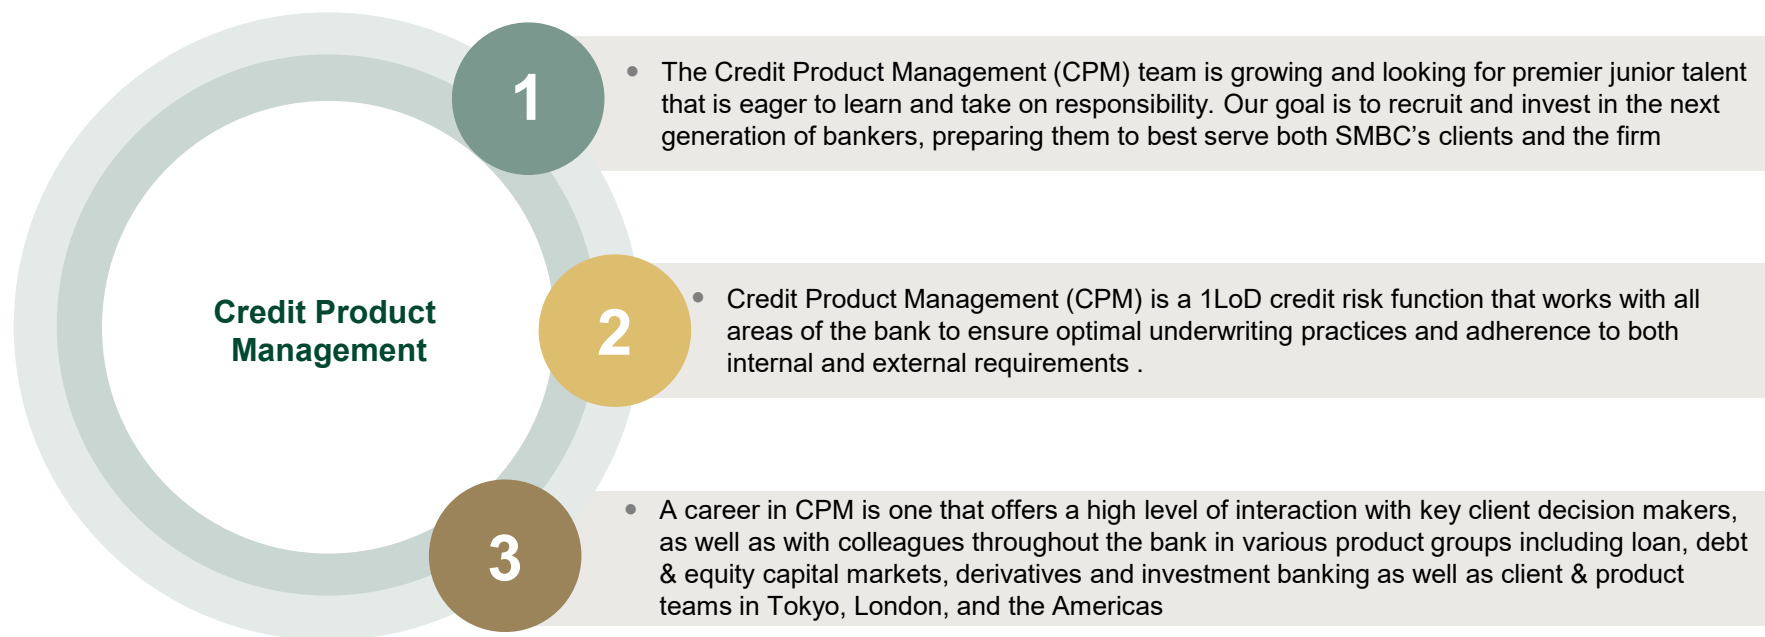 1
• The Credit Product Management (CPM) team is growing and looking for premier junior talent
that is eager to learn and take on responsibility. Our goal is to recruit and invest in the next
generation of bankers, preparing them to best serve both SMBC’s clients and the firm
Credit Product
Management
2
• Credit Product Management (CPM) is a 1LoD credit risk function that works with all
areas of the bank to ensure optimal underwriting practices and adherence to both
internal and external requirements .
3
• A career in CPM is one that offers a high level of interaction with key client decision makers,
as well as with colleagues throughout the bank in various product groups including loan, debt
& equity capital markets, derivatives and investment banking as well as client & product
teams in Tokyo, London, and the Americas